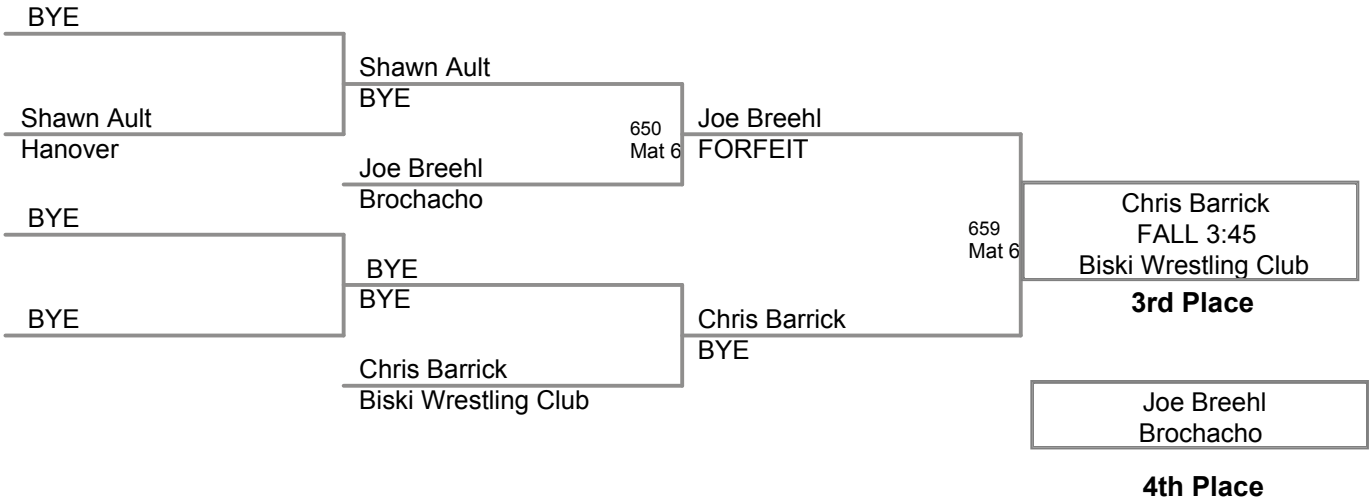 BYE
Shawn Ault
BYE
Shawn Ault
Hanover
650
Mat 6
Joe Breehl
FORFEIT
Joe Breehl
Brochacho
BYE
659
Mat 6
Chris Barrick
FALL 3:45
Biski Wrestling Club
3rd Place
BYE
BYE
BYE
Chris Barrick
BYE
Chris Barrick
Biski Wrestling Club
Joe Breehl
Brochacho
4th Place